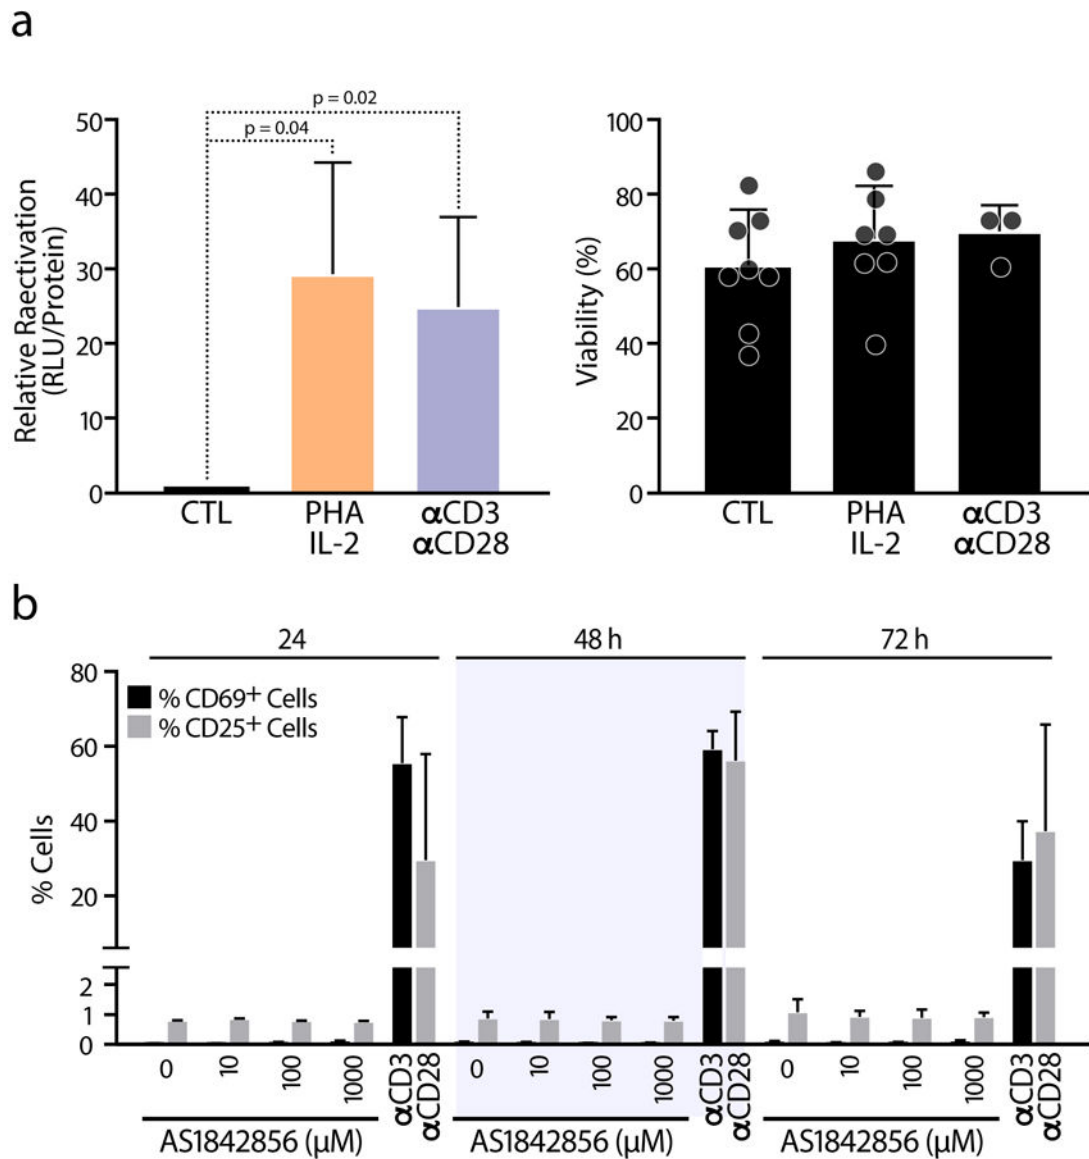 a
p = 0.02
p = 0.04
50
40
30
20
10
0
Relative Raectivation
(RLU/Protein)
CTL
PHA
IL-2
αCD3
αCD28
100
80
60
40
20
0
Viability (%)
CTL
PHA
IL-2
αCD3
αCD28
b
24
48 h
72 h
80
60
40
20
2
1
0
% Cells
% CD69+ Cells
% CD25+ Cells
0
10
100
1000
αCD3
αCD28
0
10
100
1000
αCD3
αCD28
0
10
100
1000
αCD3
αCD28
AS1842856 (μM)
AS1842856 (μM)
AS1842856 (μM)